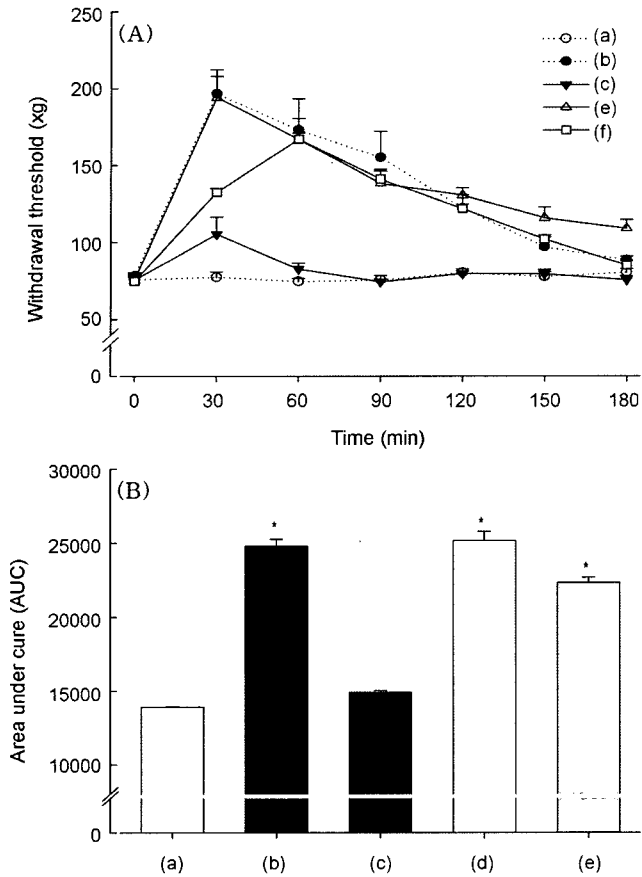 (A)
(a)
(b)
(c)
(e)
(f)
Withdrawal threshold (xg)
250
200
150
100
50
0
0 30 60 90 120 150 180
Time (min)
(B)
Area under cure (AUC)
30000
25000
20000
15000
10000
0
* * *
(a) (b) (c) (d) (e)